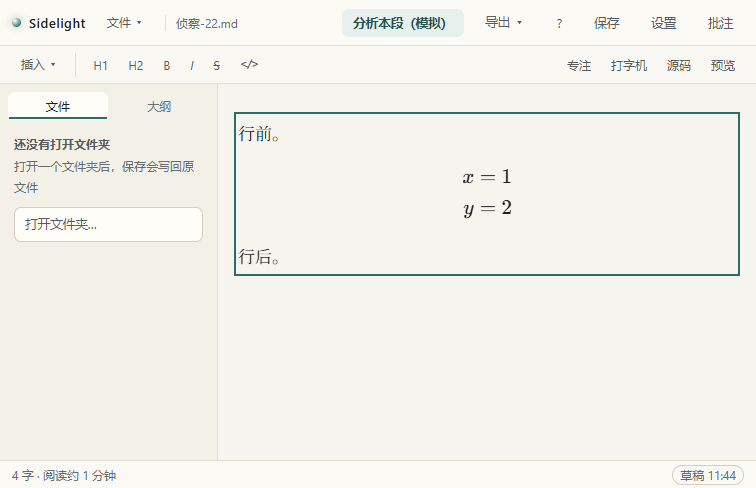 Sidelight 文件 ▾ 侦察-22.md 分析本段（模拟） 导出 ▾ ? 保存 设置 批注
插入 ▾ H1 H2 B I S </> 专注 打字机 源码 预览
文件 大纲
还没有打开文件夹
打开一个文件夹后，保存会写回原
文件
打开文件夹...
行前。
x = 1
y = 2
行后。
4 字 · 阅读约 1 分钟 草稿 11:44